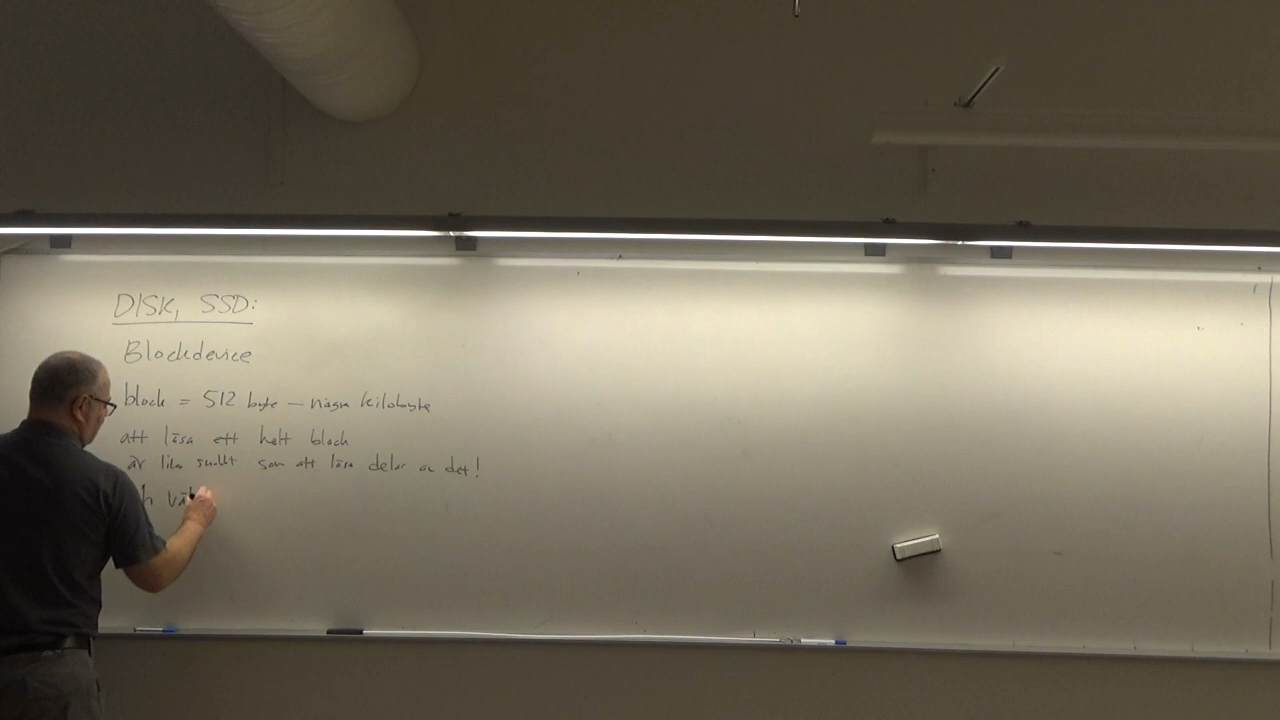 DISK, SSD:
Blockdevice
block = 512 byte – några kilobyte
att läsa ett helt block
är lika snabbt som att läsa delar av det!